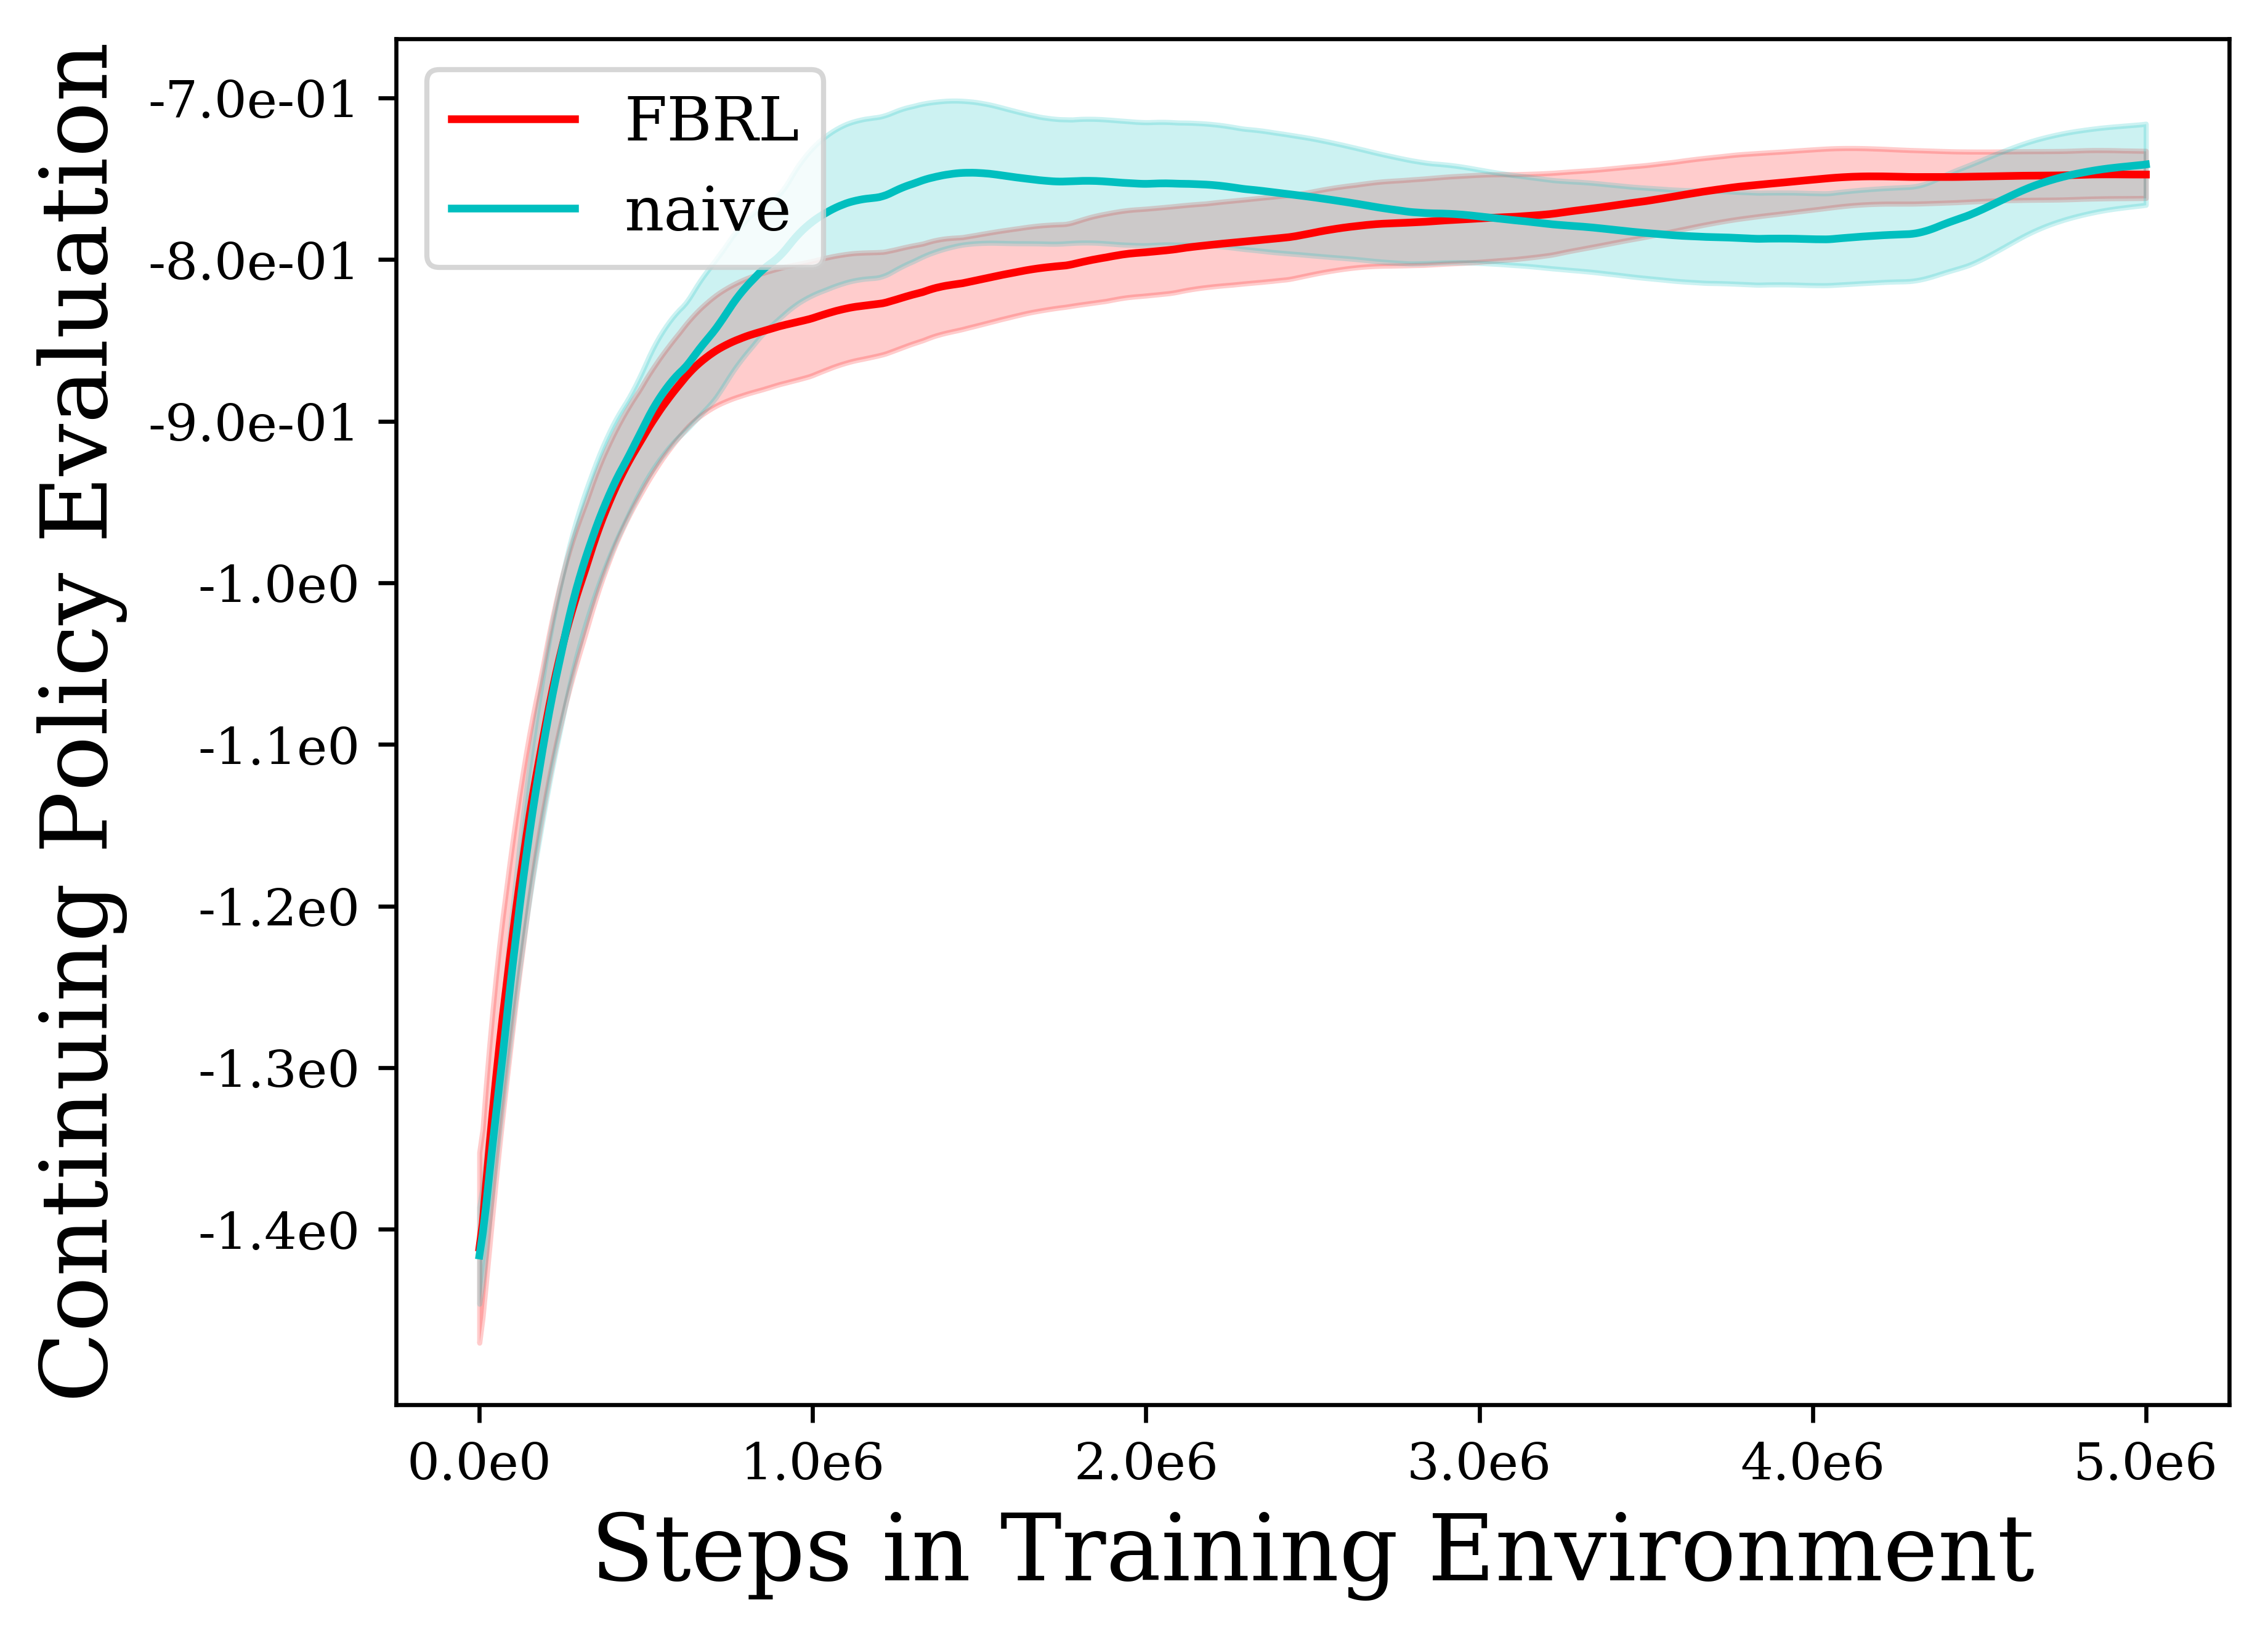 Continuing Policy Evaluation
-7.0e-01
-8.0e-01
-9.0e-01
-1.0e0
-1.1e0
-1.2e0
-1.3e0
-1.4e0
FBRL
naive
0.0e0 1.0e6 2.0e6 3.0e6 4.0e6 5.0e6
Steps in Training Environment